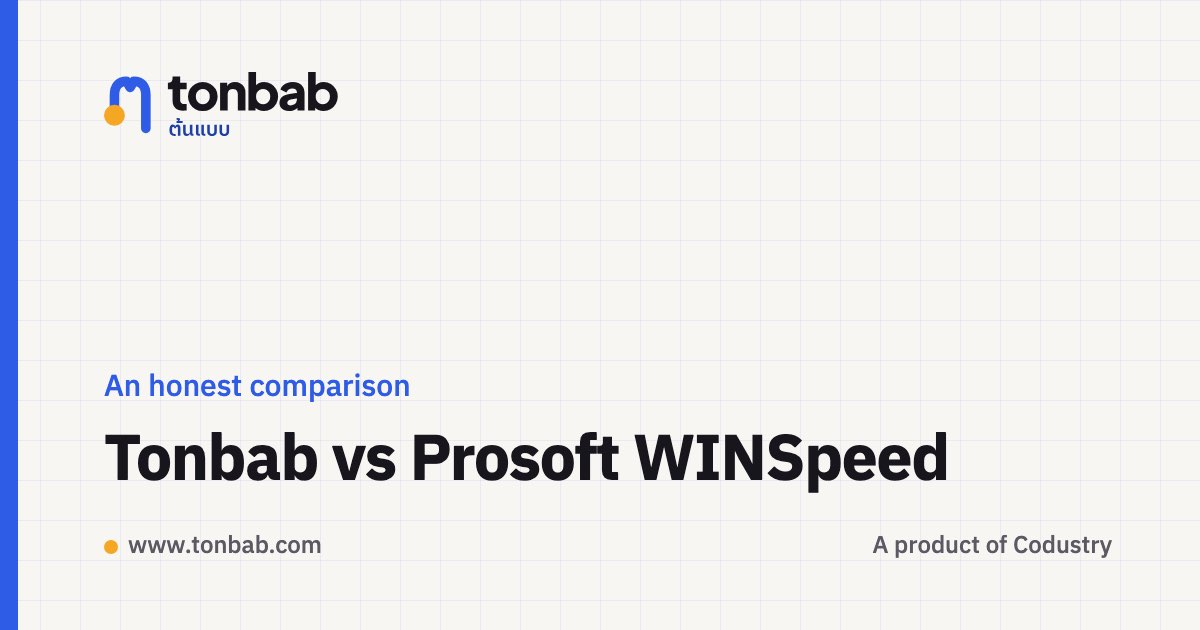 tonbab
ต้นแบบ
An honest comparison
Tonbab vs Prosoft WINSpeed
www.tonbab.com
A product of Codustry